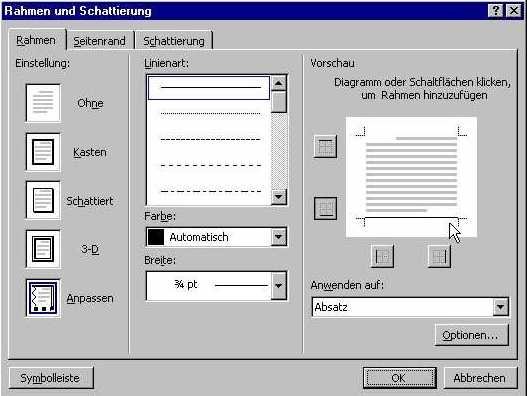 Rahmen und Schattierung
Rahmen
Seitenrand
Schattierung
Einstellung:
Ohne
Kasten
Schattiert
3-D
Anpassen
Linienart:
Farbe:
Automatisch
Breite:
¾ pt
Vorschau
Diagramm oder Schaltflächen klicken,
um Rahmen hinzuzufügen
Anwenden auf:
Absatz
Optionen...
Symbolleiste
OK
Abbrechen